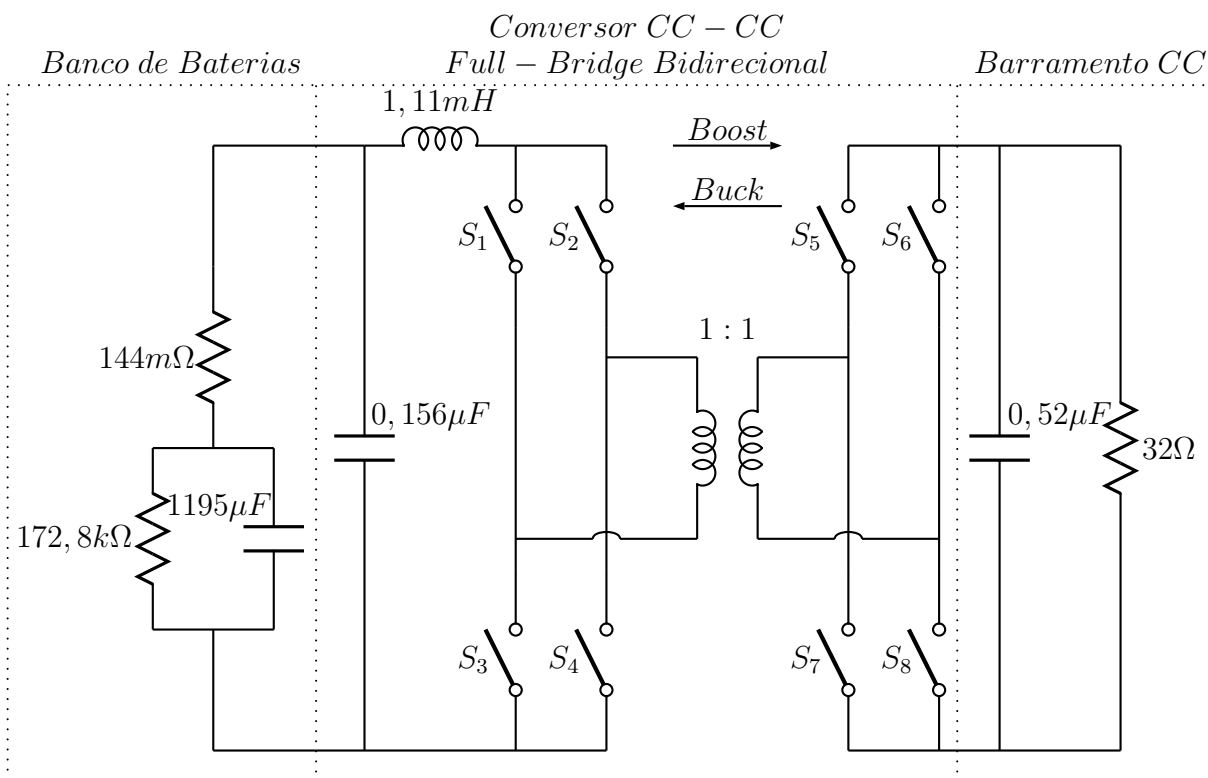 Conversor CC − CC
Banco de Baterias
Full − Bridge Bidirecional
Barramento CC
1, 11mH
Boost
Buck
S1
S2
S5
S6
1 : 1
144mΩ
0, 156μF
0, 52μF
32Ω
1195μF
172, 8kΩ
S3
S4
S7
S8